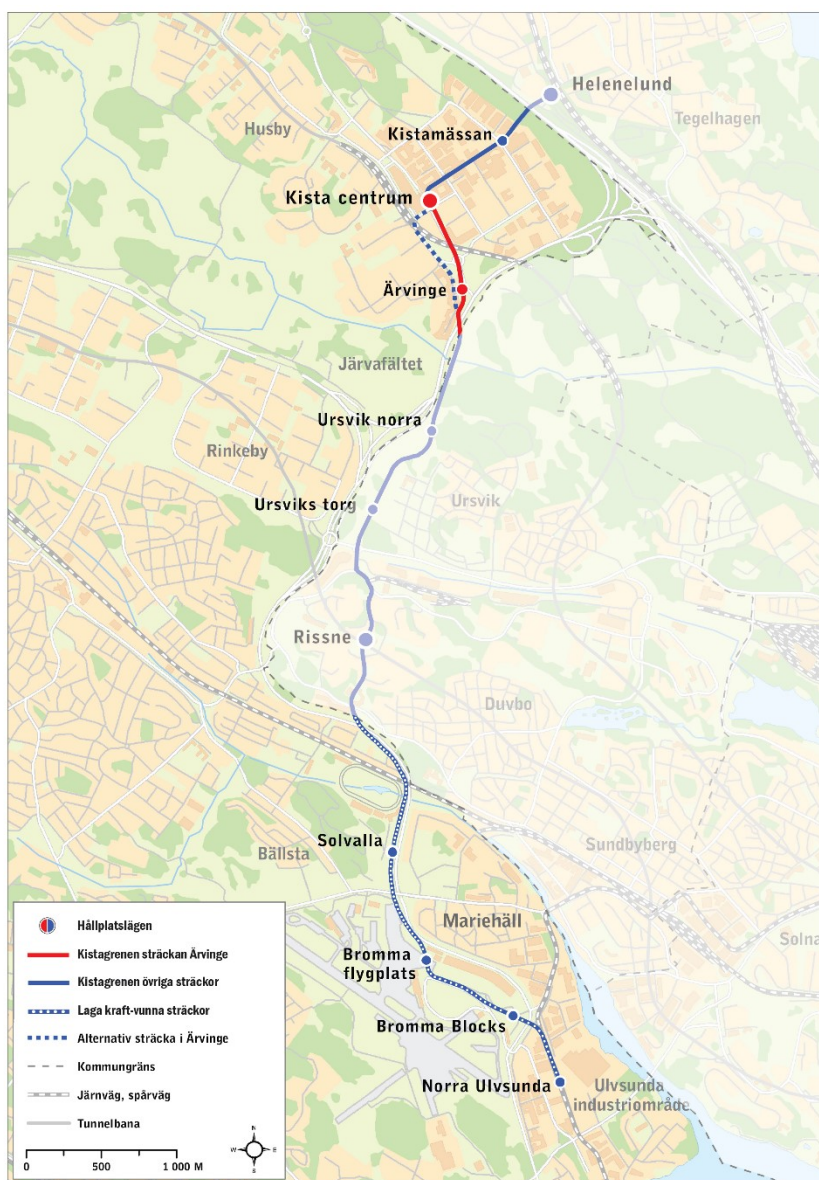 Helenelund
Tegelhagen
Husby
Kistamässan
Kista centrum
Ärvinge
Järvafältet
Ursvik norra
Rinkeby
Ursvik
Ursviks torg
Rissne
Duvbo
Solvalla
Bällsta
Sundbyberg
Mariehäll
Solna
Bromma
flygplats
Bromma Blocks
Norra Ulvsunda
Ulvsunda
industriområde
Hållplatslägen
Kistagrenen sträckan Ärvinge
Kistagrenen övriga sträckor
Laga kraft-vunna sträckor
Alternativ sträcka i Ärvinge
Kommungräns
Järnväg, spårväg
Tunnelbana
0 500 1 000 M
N
W E
S